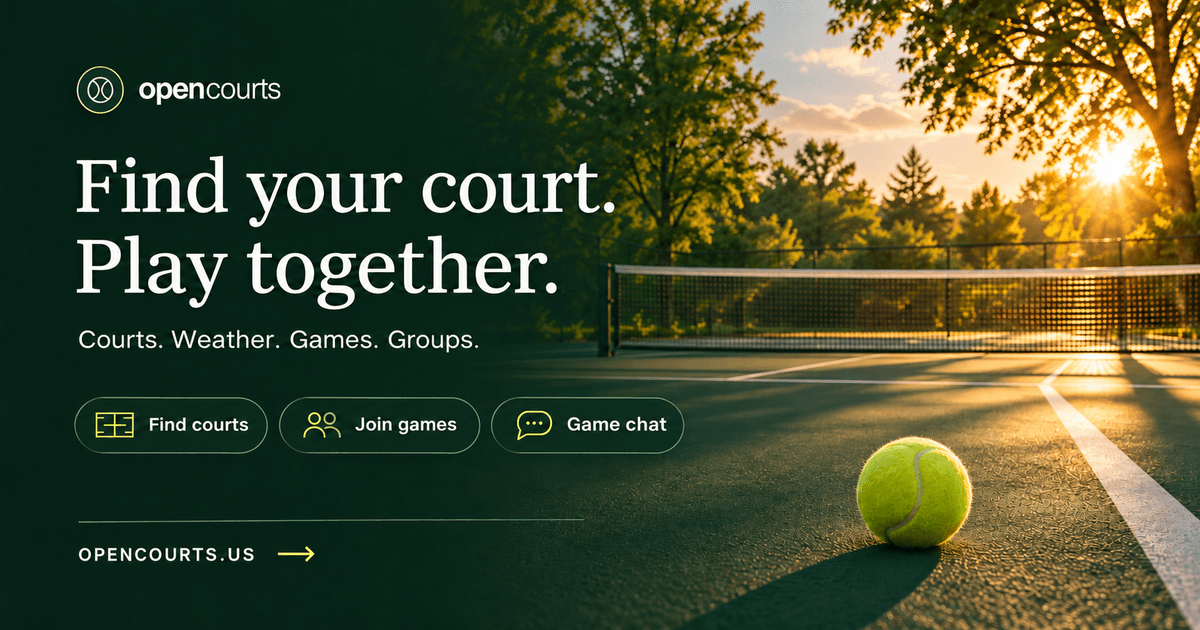 opencourts
Find your court.
Play together.
Courts. Weather. Games. Groups.
Find courts
Join games
Game chat
OPENCOURTS.US